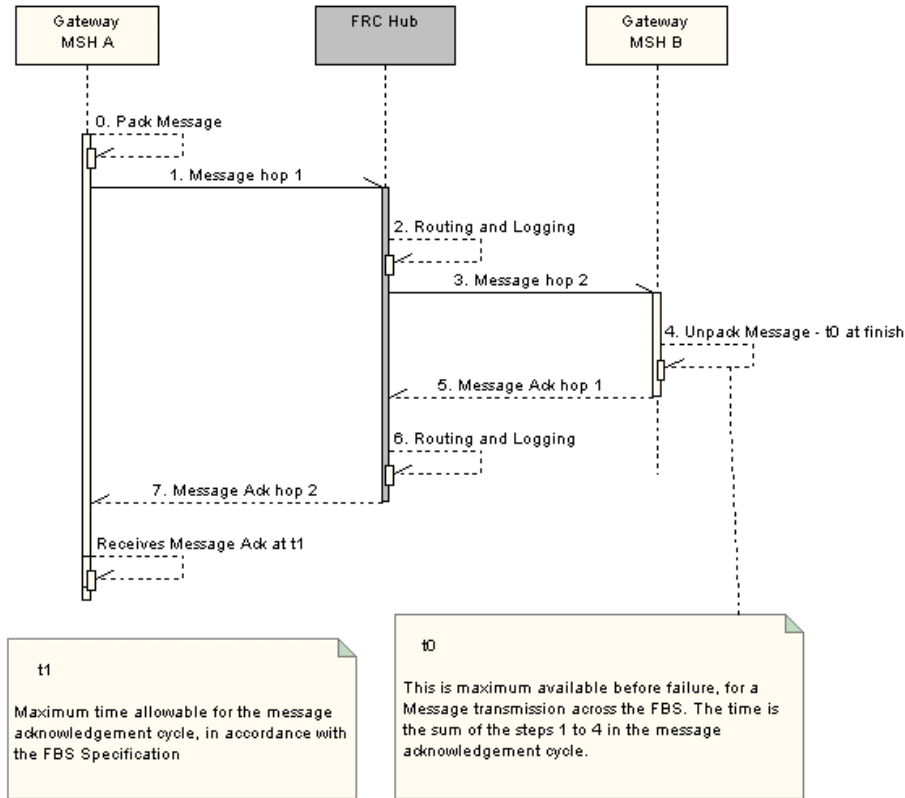 Gateway
MSH A
FRC Hub
Gateway
MSH B
0. Pack Message
1. Message hop 1
2. Routing and Logging
3. Message hop 2
4. Unpack Message - t0 at finish
5. Message Ack hop 1
6. Routing and Logging
7. Message Ack hop 2
Receives Message Ack at t1
t1
Maximum time allowable for the message
acknowledgement cycle, in accordance with
the FBS Specification
t0
This is maximum available before failure, for a
Message transmission across the FBS. The time is
the sum of the steps 1 to 4 in the message
acknowledgement cycle.